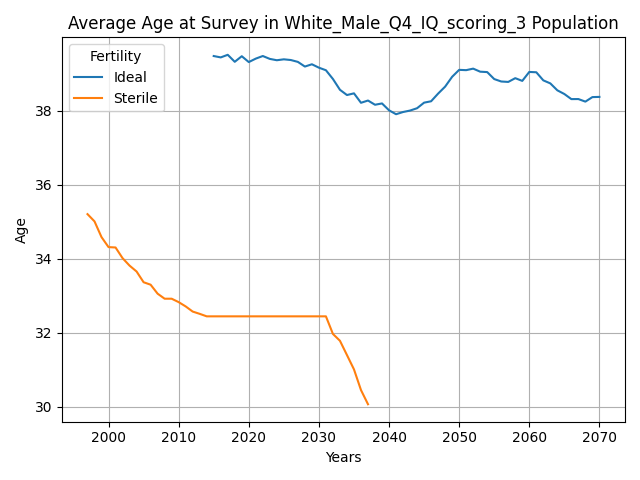 Average Age at Survey in White_Male_Q4_IQ_scoring_3 Population
Fertility
Ideal
Sterile
38
36
34
32
30
Age
2000 2010 2020 2030 2040 2050 2060 2070
Years